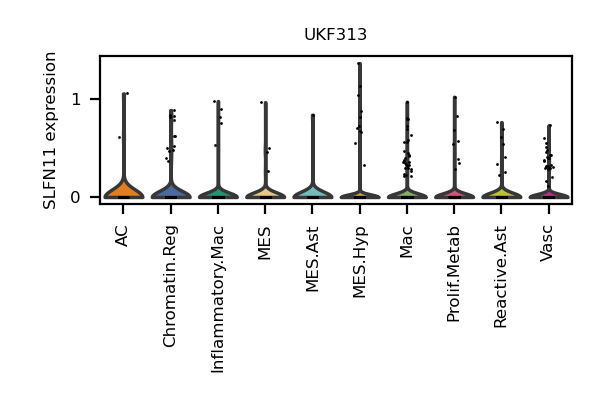 UKF313
SLFN11 expression
1
0
AC
Chromatin.Reg
Inflammatory.Mac
MES
MES.Ast
MES.Hyp
Mac
Prolif.Metab
Reactive.Ast
Vasc